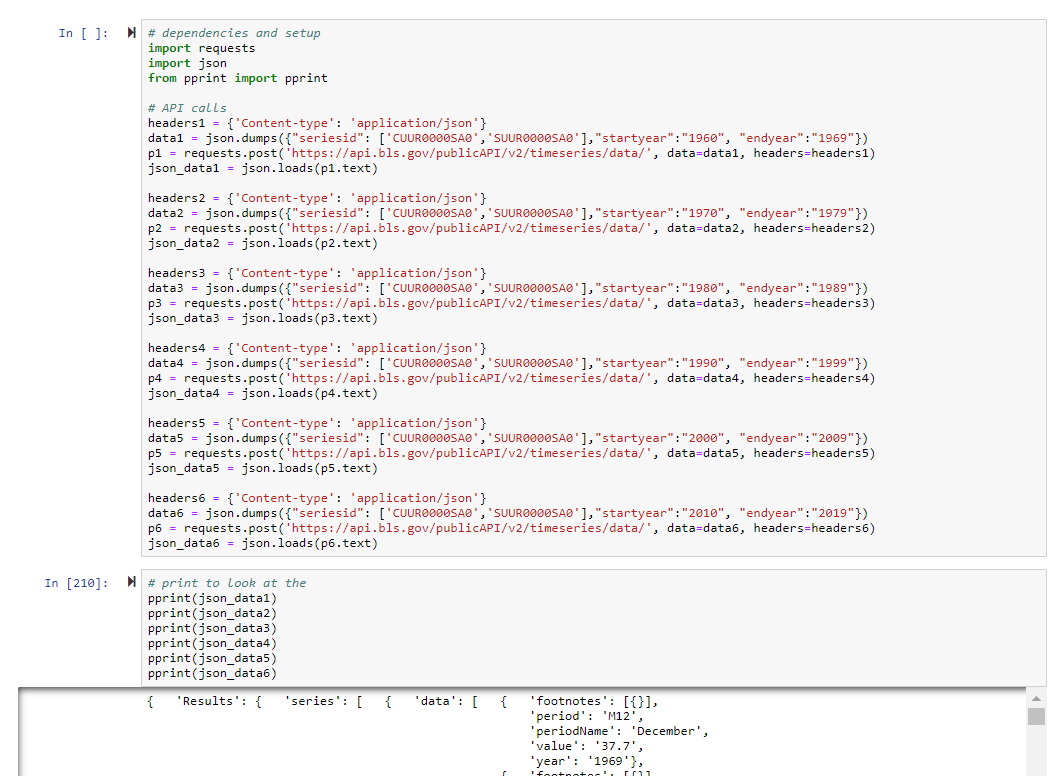 In [ ]:
# dependencies and setup
import requests
import json
from pprint import pprint

# API calls
headers1 = {'Content-type': 'application/json'}
data1 = json.dumps({"seriesid": ['CUUR0000SA0','SUUR0000SA0'],"startyear":"1960", "endyear":"1969"})
p1 = requests.post('https://api.bls.gov/publicAPI/v2/timeseries/data/', data=data1, headers=headers1)
json_data1 = json.loads(p1.text)

headers2 = {'Content-type': 'application/json'}
data2 = json.dumps({"seriesid": ['CUUR0000SA0','SUUR0000SA0'],"startyear":"1970", "endyear":"1979"})
p2 = requests.post('https://api.bls.gov/publicAPI/v2/timeseries/data/', data=data2, headers=headers2)
json_data2 = json.loads(p2.text)

headers3 = {'Content-type': 'application/json'}
data3 = json.dumps({"seriesid": ['CUUR0000SA0','SUUR0000SA0'],"startyear":"1980", "endyear":"1989"})
p3 = requests.post('https://api.bls.gov/publicAPI/v2/timeseries/data/', data=data3, headers=headers3)
json_data3 = json.loads(p3.text)

headers4 = {'Content-type': 'application/json'}
data4 = json.dumps({"seriesid": ['CUUR0000SA0','SUUR0000SA0'],"startyear":"1990", "endyear":"1999"})
p4 = requests.post('https://api.bls.gov/publicAPI/v2/timeseries/data/', data=data4, headers=headers4)
json_data4 = json.loads(p4.text)

headers5 = {'Content-type': 'application/json'}
data5 = json.dumps({"seriesid": ['CUUR0000SA0','SUUR0000SA0'],"startyear":"2000", "endyear":"2009"})
p5 = requests.post('https://api.bls.gov/publicAPI/v2/timeseries/data/', data=data5, headers=headers5)
json_data5 = json.loads(p5.text)

headers6 = {'Content-type': 'application/json'}
data6 = json.dumps({"seriesid": ['CUUR0000SA0','SUUR0000SA0'],"startyear":"2010", "endyear":"2019"})
p6 = requests.post('https://api.bls.gov/publicAPI/v2/timeseries/data/', data=data6, headers=headers6)
json_data6 = json.loads(p6.text)

In [210]:
# print to look at the
pprint(json_data1)
pprint(json_data2)
pprint(json_data3)
pprint(json_data4)
pprint(json_data5)
pprint(json_data6)

{   'Results': {   'series': [   {   'data': [   {   'footnotes': [{}],
'period': 'M12',
'periodName': 'December',
'value': '37.7',
'year': '1969'},
{   'footnotes': [{}],